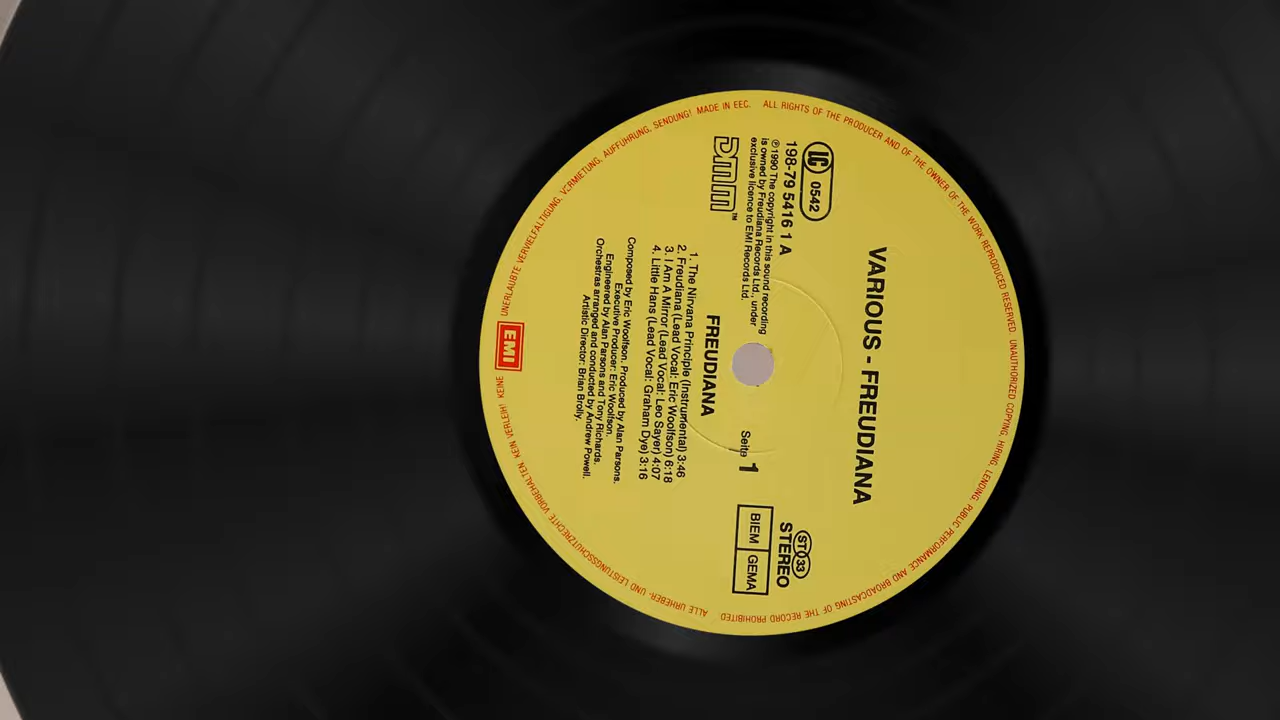 VARIOUS - FREUDIANA
LC 0542
198-79 5416 1 A
℗ 1990 The copyright in this sound recording
is owned by Freudiana Records Ltd., under
exclusive licence to EMI Records Ltd.
DMM™
ST 33
STEREO
BIEM GEMA
Seite 1
FREUDIANA
1. The Nirvana Principle (Instrumental) 3:46
2. Freudiana (Lead Vocal: Eric Woolfson) 6:18
3. I Am A Mirror (Lead Vocal: Leo Sayer) 4:07
4. Little Hans (Lead Vocal: Graham Dye) 3:16
Composed by Eric Woolfson. Produced by Alan Parsons.
Executive Producer: Eric Woolfson.
Engineered by Alan Parsons and Tony Richards.
Orchestras arranged and conducted by Andrew Powell.
Artistic Director: Brian Brolly.
EMI
ALL RIGHTS OF THE PRODUCER AND OF THE OWNER OF THE WORK REPRODUCED RESERVED. UNAUTHORIZED COPYING, HIRING, LENDING, PUBLIC PERFORMANCE AND BROADCASTING OF THE RECORD PROHIBITED.
ALLE URHEBER- UND LEISTUNGSSCHUTZRECHTE VORBEHALTEN. KEIN VERLEIH! KEINE UNERLAUBTE VERVIELFÄLTIGUNG, VERMIETUNG, AUFFÜHRUNG, SENDUNG! MADE IN EEC.